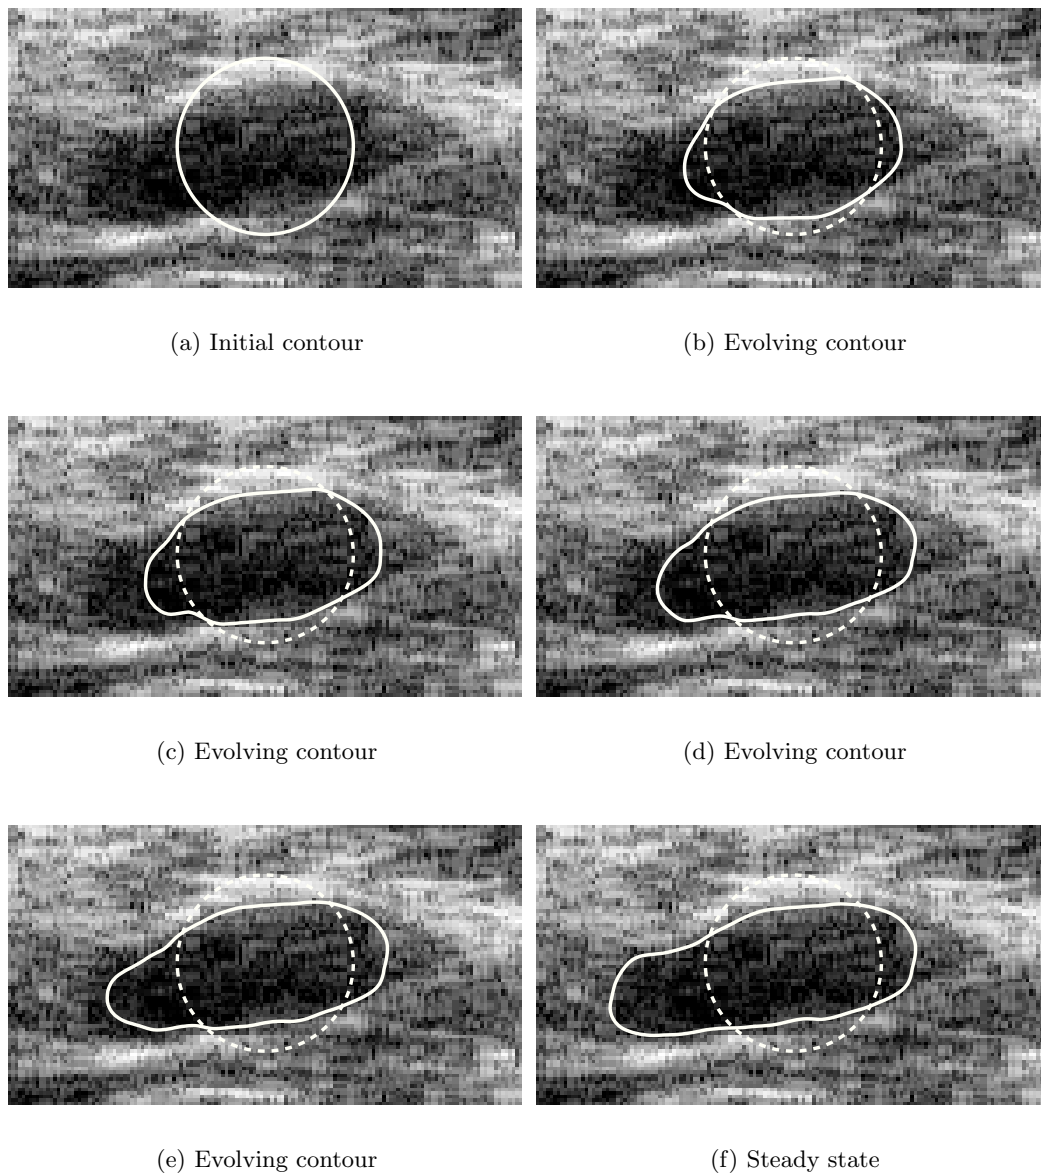 (a) Initial contour
(b) Evolving contour
(c) Evolving contour
(d) Evolving contour
(e) Evolving contour
(f) Steady state